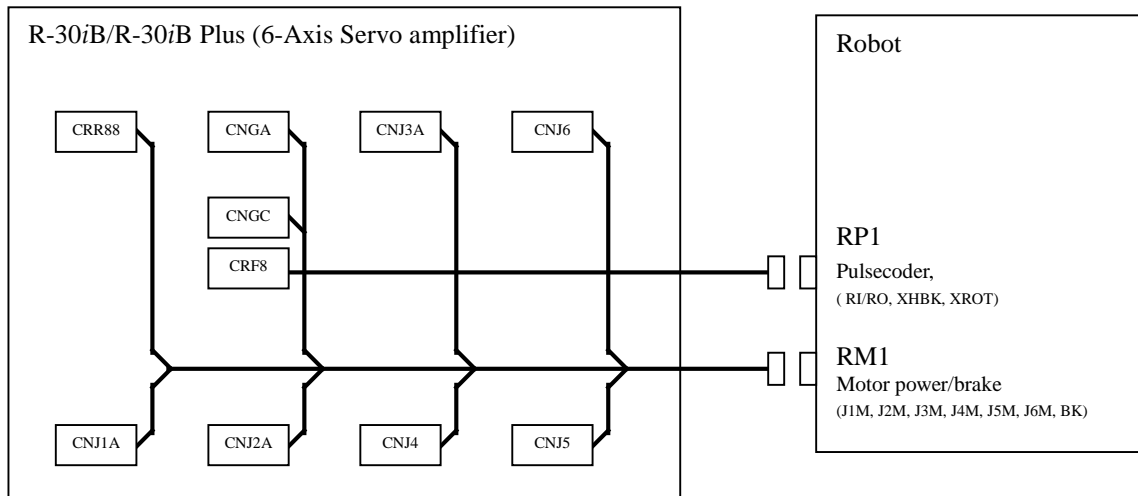 R-30iB/R-30iB Plus (6-Axis Servo amplifier)
Robot
CRR88
CNGA
CNJ3A
CNJ6
CNGC
CRF8
RP1
Pulsecoder,
( RI/RO, XHBK, XROT)
RM1
Motor power/brake
(J1M, J2M, J3M, J4M, J5M, J6M, BK)
CNJ1A
CNJ2A
CNJ4
CNJ5